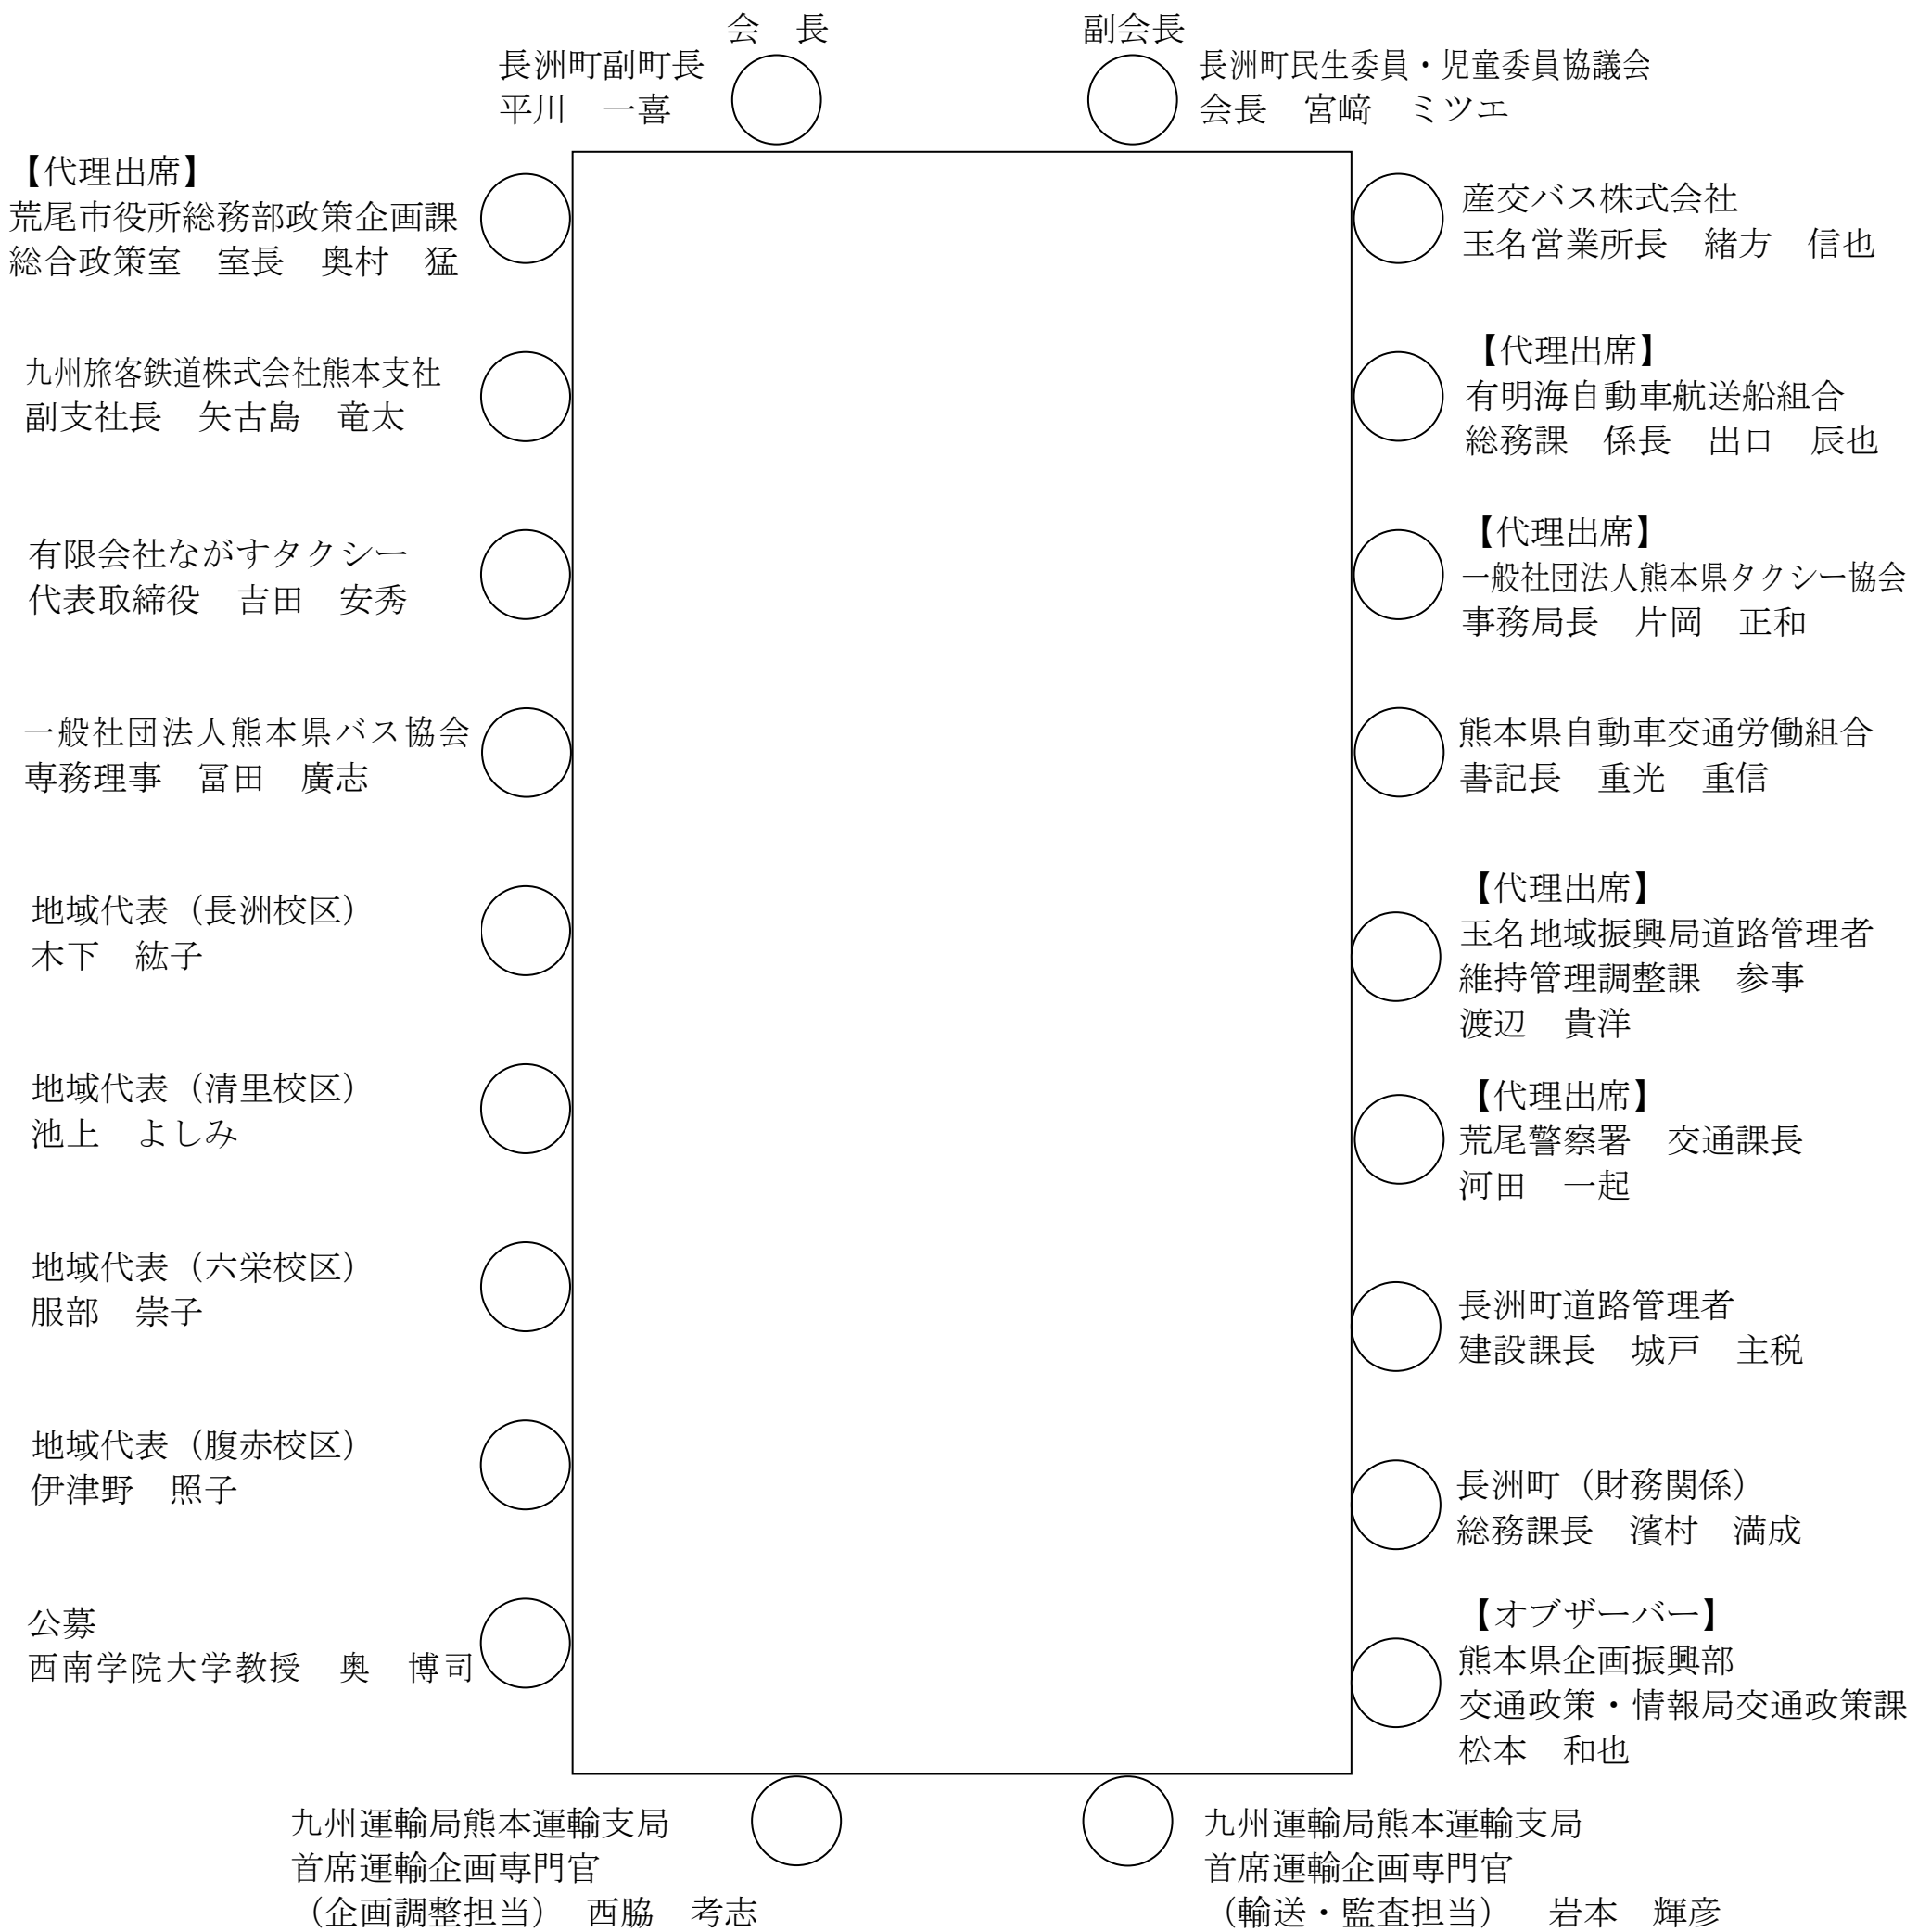 会　長
長洲町副町長
平川　一喜
副会長
長洲町民生委員・児童委員協議会
会長　宮﨑　ミツエ
【代理出席】
荒尾市役所総務部政策企画課
総合政策室　室長　奥村　猛
九州旅客鉄道株式会社熊本支社
副支社長　矢古島　竜太
有限会社ながすタクシー
代表取締役　吉田　安秀
一般社団法人熊本県バス協会
専務理事　冨田　廣志
地域代表（長洲校区）
木下　紘子
地域代表（清里校区）
池上　よしみ
地域代表（六栄校区）
服部　崇子
地域代表（腹赤校区）
伊津野　照子
公募
西南学院大学教授　奥　博司
産交バス株式会社
玉名営業所長　緒方　信也
【代理出席】
有明海自動車航送船組合
総務課　係長　出口　辰也
【代理出席】
一般社団法人熊本県タクシー協会
事務局長　片岡　正和
熊本県自動車交通労働組合
書記長　重光　重信
【代理出席】
玉名地域振興局道路管理者
維持管理調整課　参事
渡辺　貴洋
【代理出席】
荒尾警察署　交通課長
河田　一起
長洲町道路管理者
建設課長　城戸　主税
長洲町（財務関係）
総務課長　濱村　満成
【オブザーバー】
熊本県企画振興部
交通政策・情報局交通政策課
松本　和也
九州運輸局熊本運輸支局
首席運輸企画専門官
（企画調整担当）　西脇　考志
九州運輸局熊本運輸支局
首席運輸企画専門官
（輸送・監査担当）　岩本　輝彦